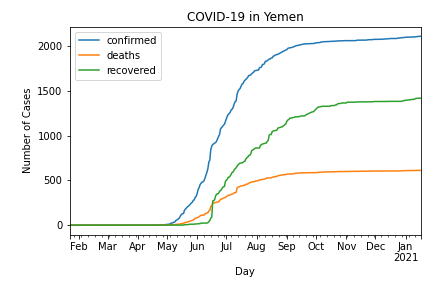 COVID-19 in Yemen
confirmed
deaths
recovered
Number of Cases
2000
1500
1000
500
0
Feb Mar Apr May Jun Jul Aug Sep Oct Nov Dec Jan
2021
Day